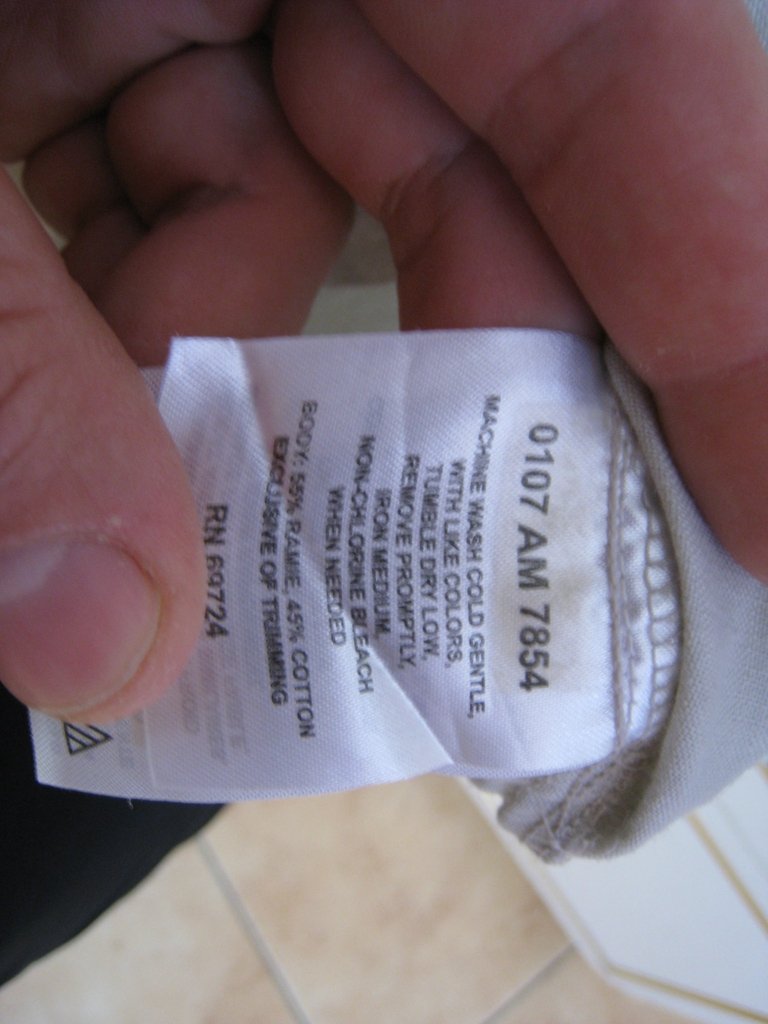 0107 AM 7854
MACHINE WASH COLD GENTLE,
WITH LIKE COLORS.
TUMBLE DRY LOW,
REMOVE PROMPTLY,
IRON MEDIUM.
NON-CHLORINE BLEACH
WHEN NEEDED
BODY: 55% RAMIE, 45% COTTON
EXCLUSIVE OF TRIMMING
RN 69724